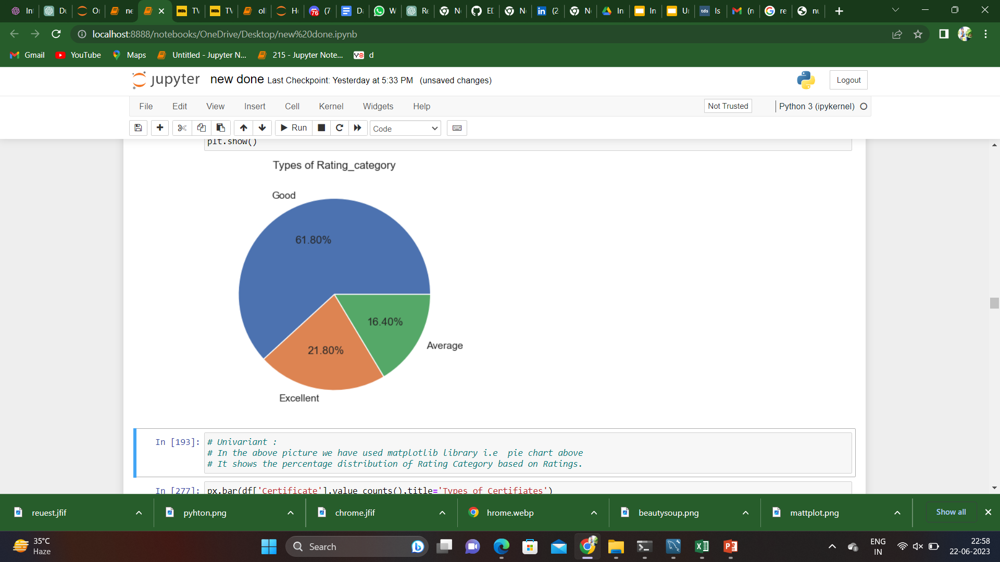 In
Du
O
ne
TV
TV
ol
H
76 (7
D
W
Re
N
EL
N
in (2
N
In
In
U
tds Is
(n
re
nu
localhost:8888/notebooks/OneDrive/Desktop/new%20done.ipynb
Gmail YouTube Maps Untitled - Jupyter N... 215 - Jupyter Note... Y8 d
jupyter new done Last Checkpoint: Yesterday at 5:33 PM (unsaved changes) Logout
File Edit View Insert Cell Kernel Widgets Help Not Trusted Python 3 (ipykernel)
Run Code
plt.show()
Types of Rating_category
Good
61.80%
16.40%
Average
21.80%
Excellent
In [193]: # Univariant :
# In the above picture we have used matplotlib library i.e  pie chart above
# It shows the percentage distribution of Rating Category based on Ratings.
In [277]: px.bar(df['Certificate'].value_counts(),title='Types of Certifiates')
reuest.jfif pyhton.png chrome.jfif hrome.webp beautysoup.png mattplot.png Show all
35°C
Haze
Search
ENG
IN
22:58
22-06-2023